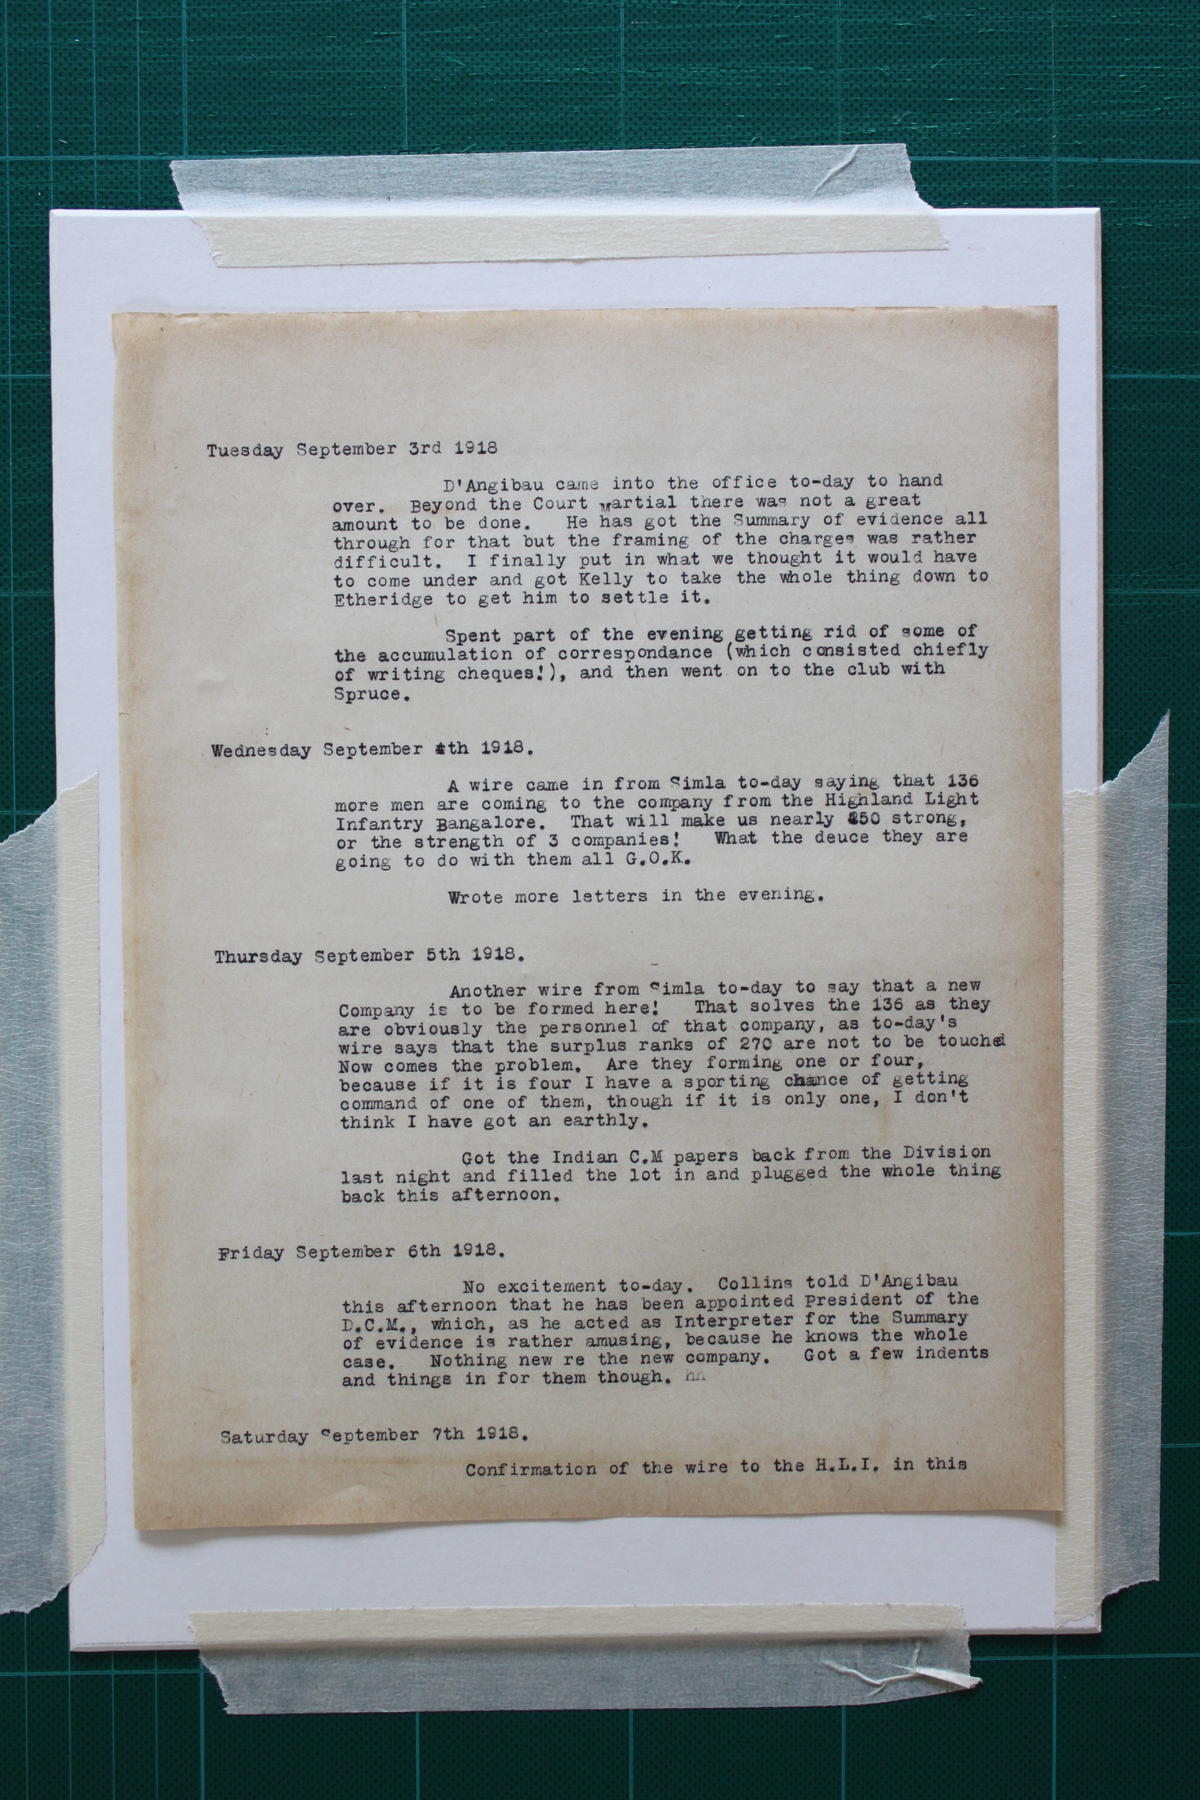 Tuesday September 3rd 1918
D'Angibau came into the office to-day to hand
over. Beyond the Court martial there was not a great
amount to be done. He has got the Summary of evidence all
through for that but the framing of the charges was rather
difficult. I finally put in what we thought it would have
to come under and got Kelly to take the whole thing down to
Etheridge to get him to settle it.
Spent part of the evening getting rid of some of
the accumulation of correspondance (which consisted chiefly
of writing cheques!), and then went on to the club with
Spruce.
Wednesday September 4th 1918.
A wire came in from Simla to-day saying that 136
more men are coming to the company from the Highland Light
Infantry Bangalore. That will make us nearly 850 strong,
or the strength of 3 companies! What the deuce they are
going to do with them all G.O.K.
Wrote more letters in the evening.
Thursday September 5th 1918.
Another wire from Simla to-day to say that a new
Company is to be formed here! That solves the 136 as they
are obviously the personnel of that company, as to-day's
wire says that the surplus ranks of 270 are not to be touched
Now comes the problem. Are they forming one or four,
because if it is four I have a sporting chance of getting
command of one of them, though if it is only one, I don't
think I have got an earthly.
Got the Indian C.M papers back from the Division
last night and filled the lot in and plugged the whole thing
back this afternoon.
Friday September 6th 1918.
No excitement to-day. Collins told D'Angibau
this afternoon that he has been appointed President of the
D.C.M., which, as he acted as Interpreter for the Summary
of evidence is rather amusing, because he knows the whole
case. Nothing new re the new company. Got a few indents
and things in for them though.
Saturday September 7th 1918.
Confirmation of the wire to the H.L.I. in this